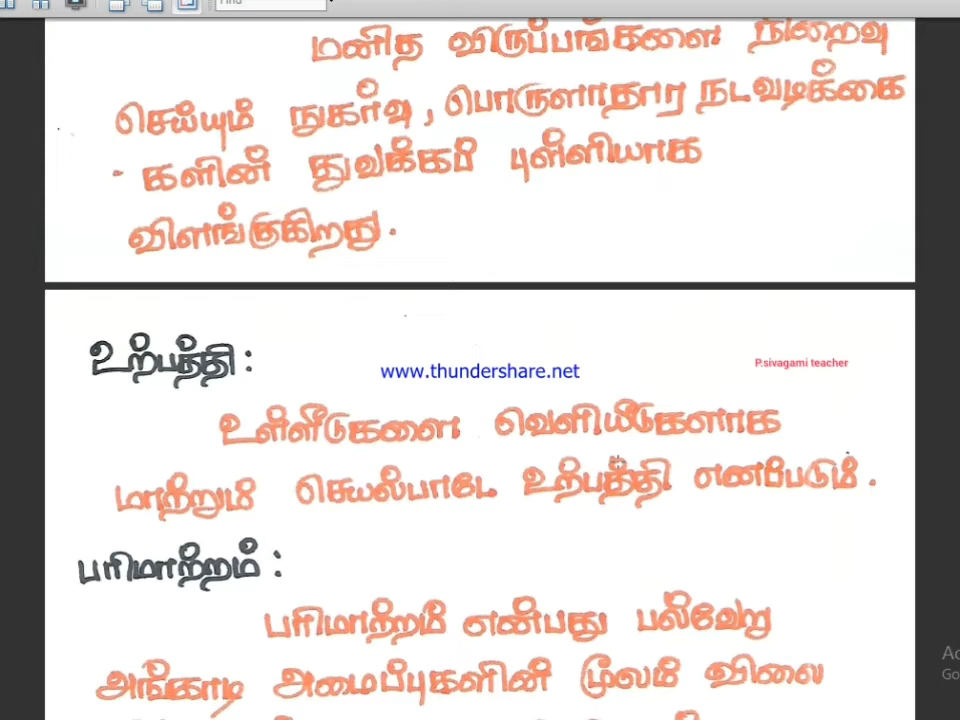 Find
மனித விருப்பங்களை நிறைவு
செய்யும் நுகர்வு, பொருளாதார நடவடிக்கை
களின் துவக்கப் புள்ளியாக
விளங்குகிறது.
உற்பத்தி:
www.thundershare.net
P.sivagami teacher
உள்ளீடுகளை வெளியீடுகளாக
மாற்றும் செயல்பாடே உற்பத்தி எனப்படும்.
பரிமாற்றம்:
பரிமாற்றம் என்பது பல்வேறு
அங்காடி அமைப்புகளின் மூலம் விலை